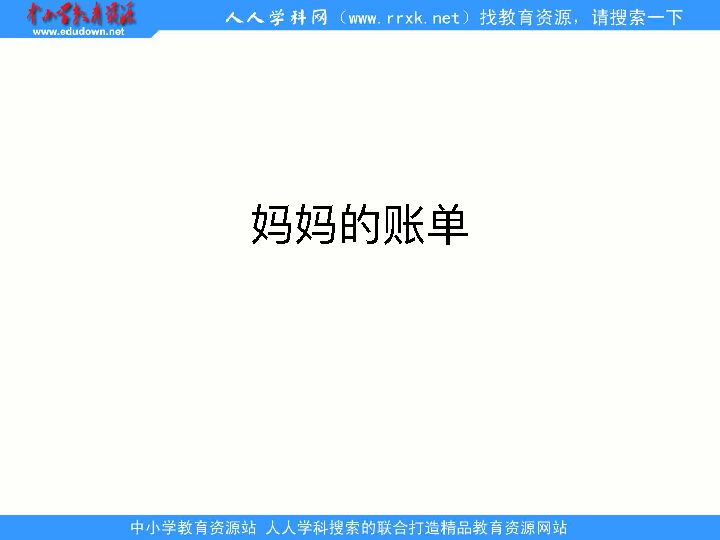 中小学教育资源
www.edudown.net
人人学科网（www.rrxk.net）找教育资源，请搜索一下
妈妈的账单
中小学教育资源站 人人学科搜索的联合打造精品教育资源网站